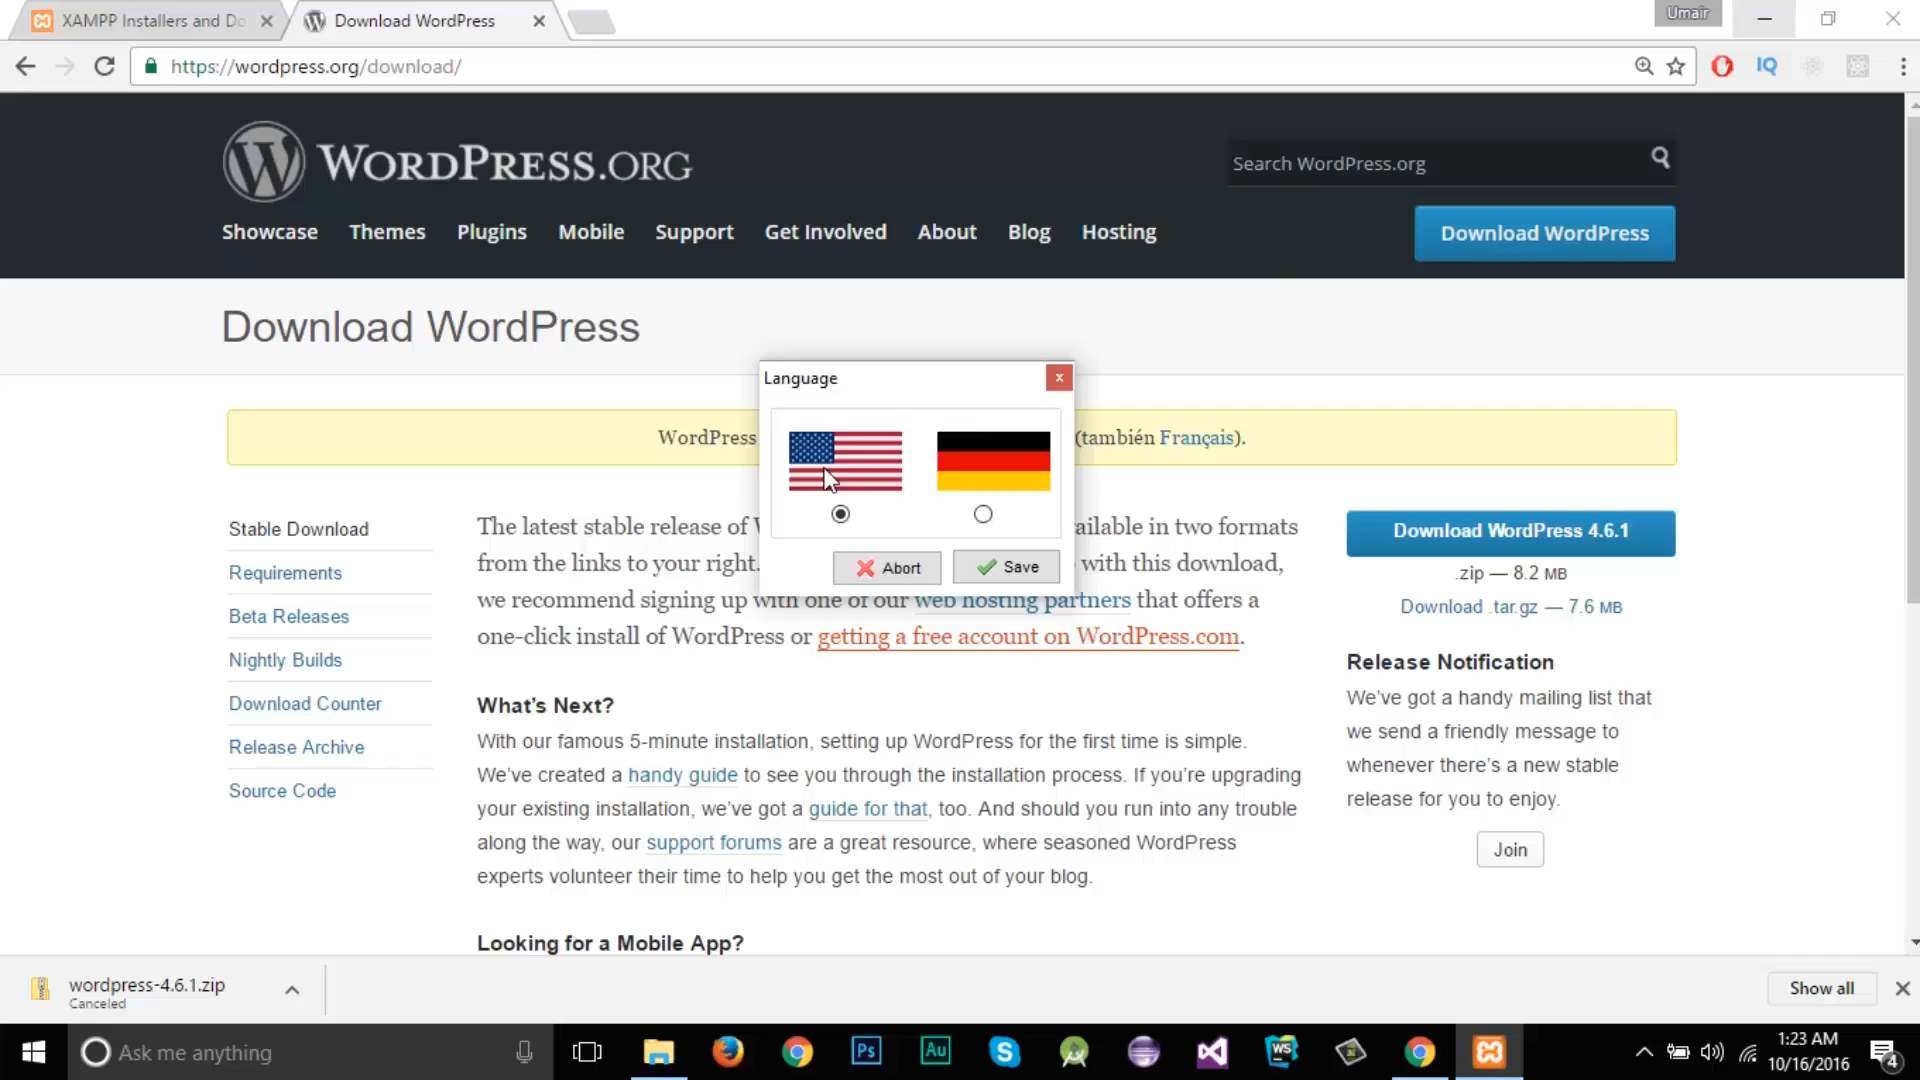 XAMPP Installers and Do
Download WordPress
Umair
https://wordpress.org/download/
IQ
WORDPRESS.ORG
Search WordPress.org
Showcase
Themes
Plugins
Mobile
Support
Get Involved
About
Blog
Hosting
Download WordPress
Download WordPress
Language
WordPress
(también Français).
Abort
Save
Stable Download
Requirements
Beta Releases
Nightly Builds
Download Counter
Release Archive
Source Code
The latest stable release of ailable in two formats
from the links to your right. with this download,
we recommend signing up with one of our web hosting partners that offers a
one-click install of WordPress or getting a free account on WordPress.com.
What's Next?
With our famous 5-minute installation, setting up WordPress for the first time is simple.
We've created a handy guide to see you through the installation process. If you're upgrading
your existing installation, we've got a guide for that, too. And should you run into any trouble
along the way, our support forums are a great resource, where seasoned WordPress
experts volunteer their time to help you get the most out of your blog.
Looking for a Mobile App?
Download WordPress 4.6.1
.zip — 8.2 MB
Download .tar.gz — 7.6 MB
Release Notification
We've got a handy mailing list that
we send a friendly message to
whenever there's a new stable
release for you to enjoy.
Join
wordpress-4.6.1.zip
Canceled
Show all
Ask me anything
Ps
Au
S
WS
1:23 AM
10/16/2016
4